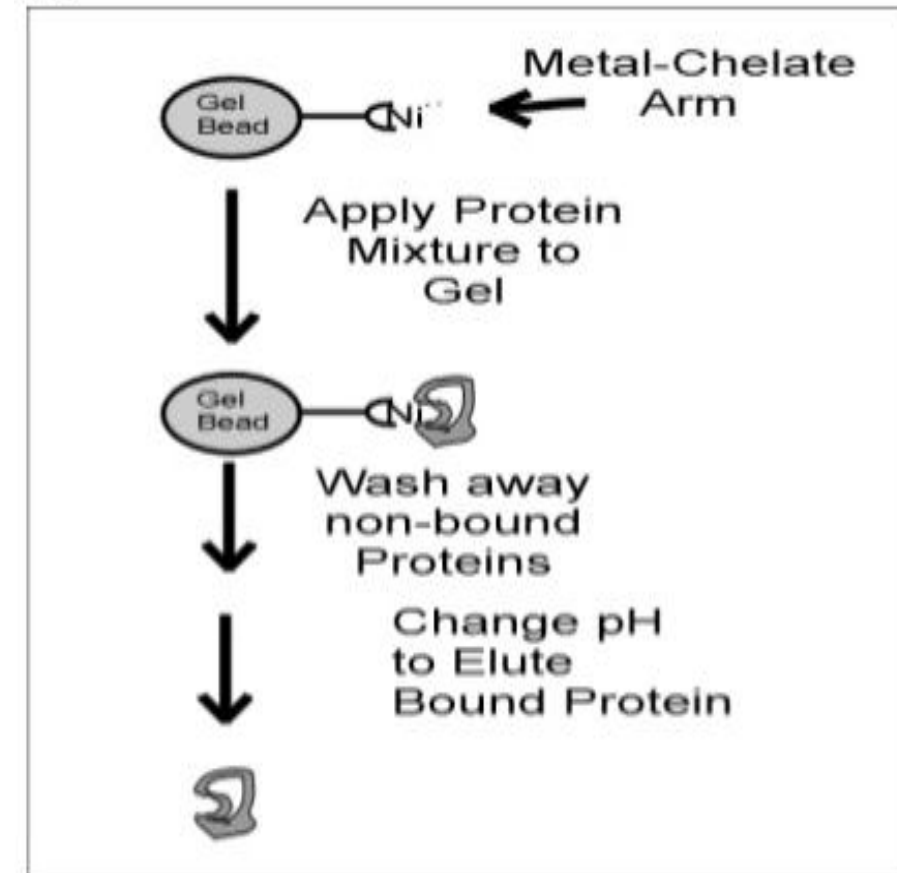 Gel
Bead
Ni¨
Metal-Chelate
Arm
Apply Protein
Mixture to
Gel
Gel
Bead
Ni
Wash away
non-bound
Proteins
Change pH
to Elute
Bound Protein